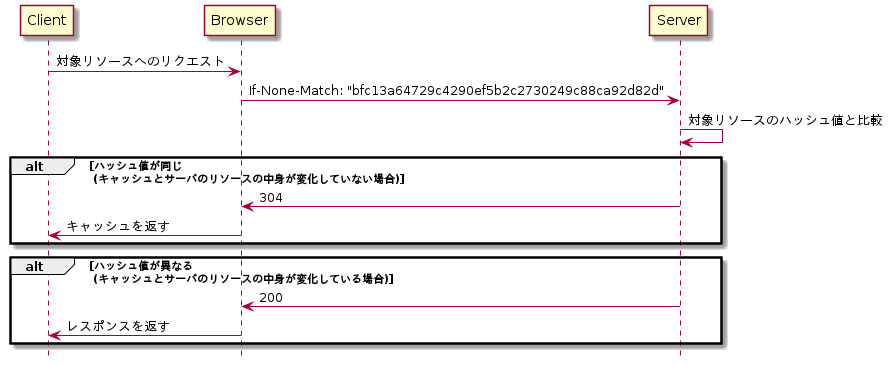 Client
Browser
Server
対象リソースへのリクエスト
If-None-Match: "bfc13a64729c4290ef5b2c2730249c88ca92d82d"
対象リソースのハッシュ値と比較
alt
[ハッシュ値が同じ
(キャッシュとサーバのリソースの中身が変化していない場合)]
304
キャッシュを返す
alt
[ハッシュ値が異なる
(キャッシュとサーバのリソースの中身が変化している場合)]
200
レスポンスを返す